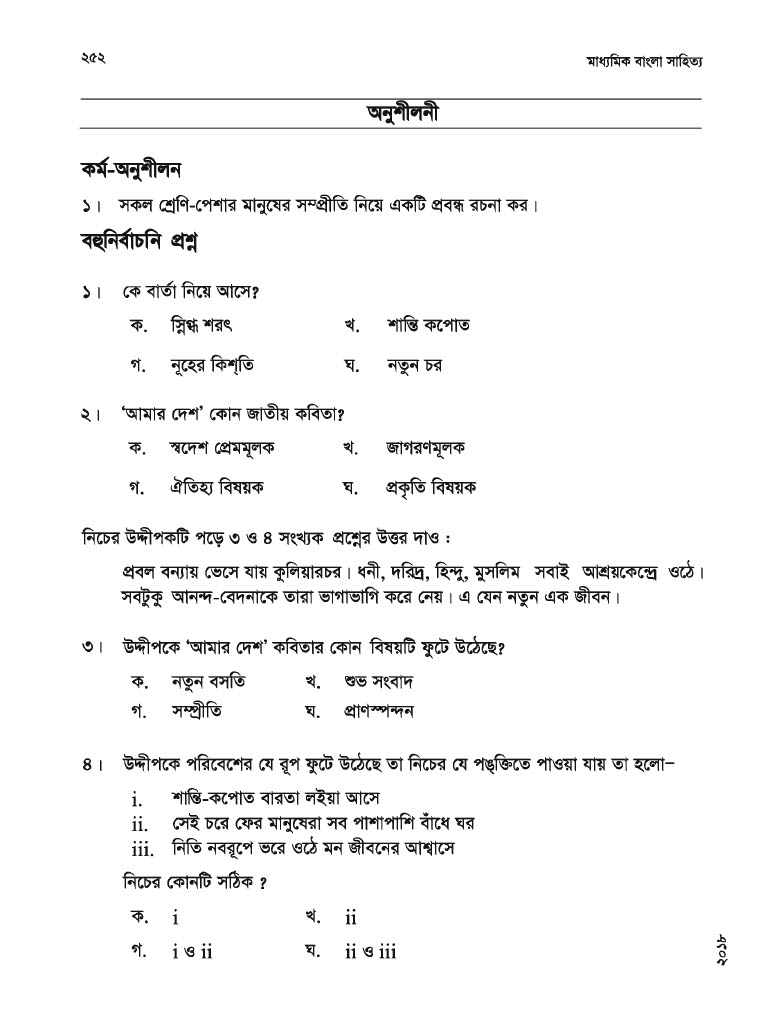 ২৫২ মাধ্যমিক বাংলা সাহিত্য
অনুশীলনী
কর্ম-অনুশীলন
১। সকল শ্রেণি-পেশার মানুষের সম্প্রীতি নিয়ে একটি প্রবন্ধ রচনা কর।
বহুনির্বাচনি প্রশ্ন
১। কে বার্তা নিয়ে আসে?
ক. স্নিগ্ধ শরৎ খ. শান্তি কপোত
গ. নূহের কিশ্‌তি ঘ. নতুন চর
২। ‘আমার দেশ’ কোন জাতীয় কবিতা?
ক. স্বদেশ প্রেমমূলক খ. জাগরণমূলক
গ. ঐতিহ্য বিষয়ক ঘ. প্রকৃতি বিষয়ক
নিচের উদ্দীপকটি পড়ে ৩ ও ৪ সংখ্যক প্রশ্নের উত্তর দাও :
প্রবল বন্যায় ভেসে যায় কুলিয়ারচর। ধনী, দরিদ্র, হিন্দু, মুসলিম সবাই আশ্রয়কেন্দ্রে ওঠে।
সবটুকু আনন্দ-বেদনাকে তারা ভাগাভাগি করে নেয়। এ যেন নতুন এক জীবন।
৩। উদ্দীপকে ‘আমার দেশ’ কবিতার কোন বিষয়টি ফুটে উঠেছে?
ক. নতুন বসতি খ. শুভ সংবাদ
গ. সম্প্রীতি ঘ. প্রাণস্পন্দন
৪। উদ্দীপকে পরিবেশের যে রূপ ফুটে উঠেছে তা নিচের যে পঙ্‌ক্তিতে পাওয়া যায় তা হলো–
i. শান্তি-কপোত বারতা লইয়া আসে
ii. সেই চরে ফের মানুষেরা সব পাশাপাশি বাঁধে ঘর
iii. নিতি নবরূপে ভরে ওঠে মন জীবনের আশ্বাসে
নিচের কোনটি সঠিক ?
ক. i খ. ii
গ. i ও ii ঘ. ii ও iii
২০১৮